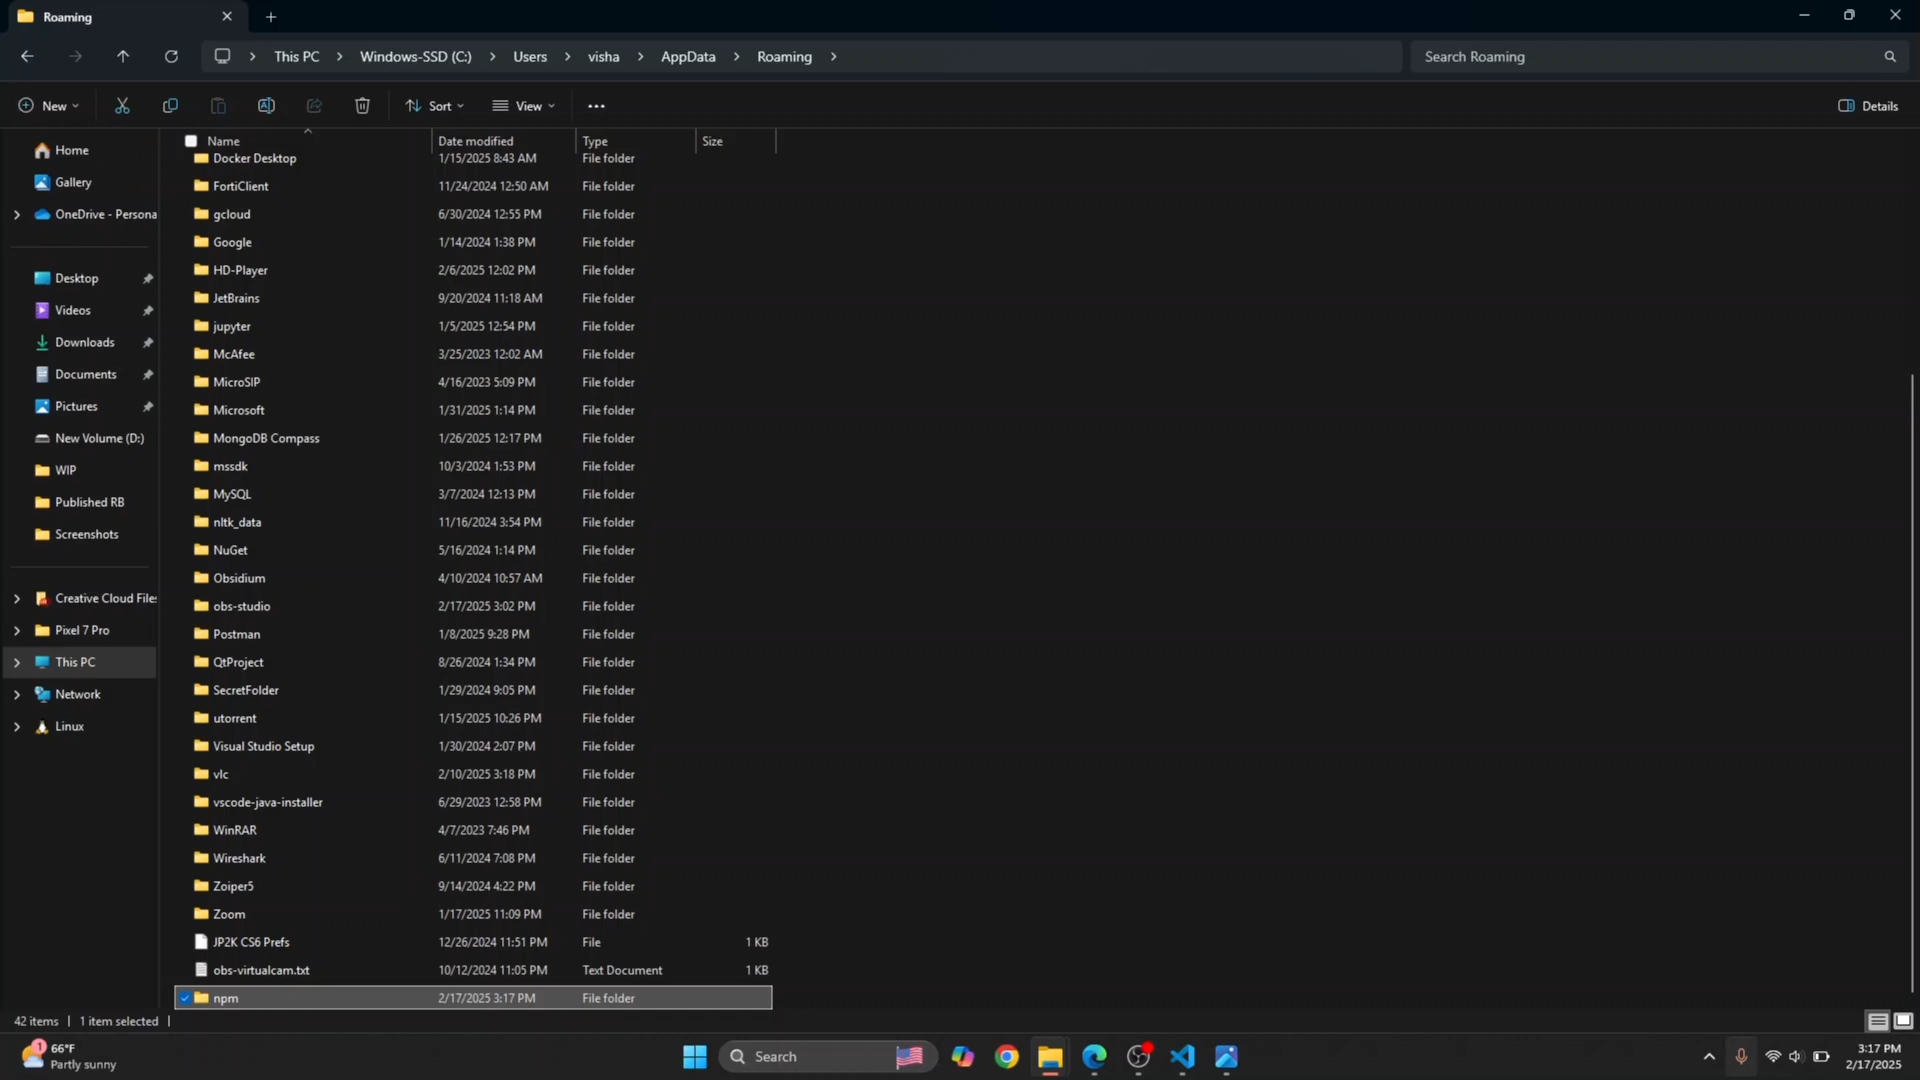 Roaming
This PC
Windows-SSD (C:)
Users
visha
AppData
Roaming
Search Roaming
New
Sort
View
Details
Home
Gallery
OneDrive - Persona
Desktop
Videos
Downloads
Documents
Pictures
New Volume (D:)
WIP
Published RB
Screenshots
Creative Cloud Files
Pixel 7 Pro
This PC
Network
Linux
Name Date modified Type Size
Docker Desktop 1/15/2025 8:43 AM File folder
FortiClient 11/24/2024 12:50 AM File folder
gcloud 6/30/2024 12:55 PM File folder
Google 1/14/2024 1:38 PM File folder
HD-Player 2/6/2025 12:02 PM File folder
JetBrains 9/20/2024 11:18 AM File folder
jupyter 1/5/2025 12:54 PM File folder
McAfee 3/25/2023 12:02 AM File folder
MicroSIP 4/16/2023 5:09 PM File folder
Microsoft 1/31/2025 1:14 PM File folder
MongoDB Compass 1/26/2025 12:17 PM File folder
mssdk 10/3/2024 1:53 PM File folder
MySQL 3/7/2024 12:13 PM File folder
nltk_data 11/16/2024 3:54 PM File folder
NuGet 5/16/2024 1:14 PM File folder
Obsidium 4/10/2024 10:57 AM File folder
obs-studio 2/17/2025 3:02 PM File folder
Postman 1/8/2025 9:28 PM File folder
QtProject 8/26/2024 1:34 PM File folder
SecretFolder 1/29/2024 9:05 PM File folder
utorrent 1/15/2025 10:26 PM File folder
Visual Studio Setup 1/30/2024 2:07 PM File folder
vlc 2/10/2025 3:18 PM File folder
vscode-java-installer 6/29/2023 12:58 PM File folder
WinRAR 4/7/2023 7:46 PM File folder
Wireshark 6/11/2024 7:08 PM File folder
Zoiper5 9/14/2024 4:22 PM File folder
Zoom 1/17/2025 11:09 PM File folder
JP2K CS6 Prefs 12/26/2024 11:51 PM File 1 KB
obs-virtualcam.txt 10/12/2024 11:05 PM Text Document 1 KB
npm 2/17/2025 3:17 PM File folder
42 items 1 item selected
1
66°F
Partly sunny
Search
3:17 PM
2/17/2025